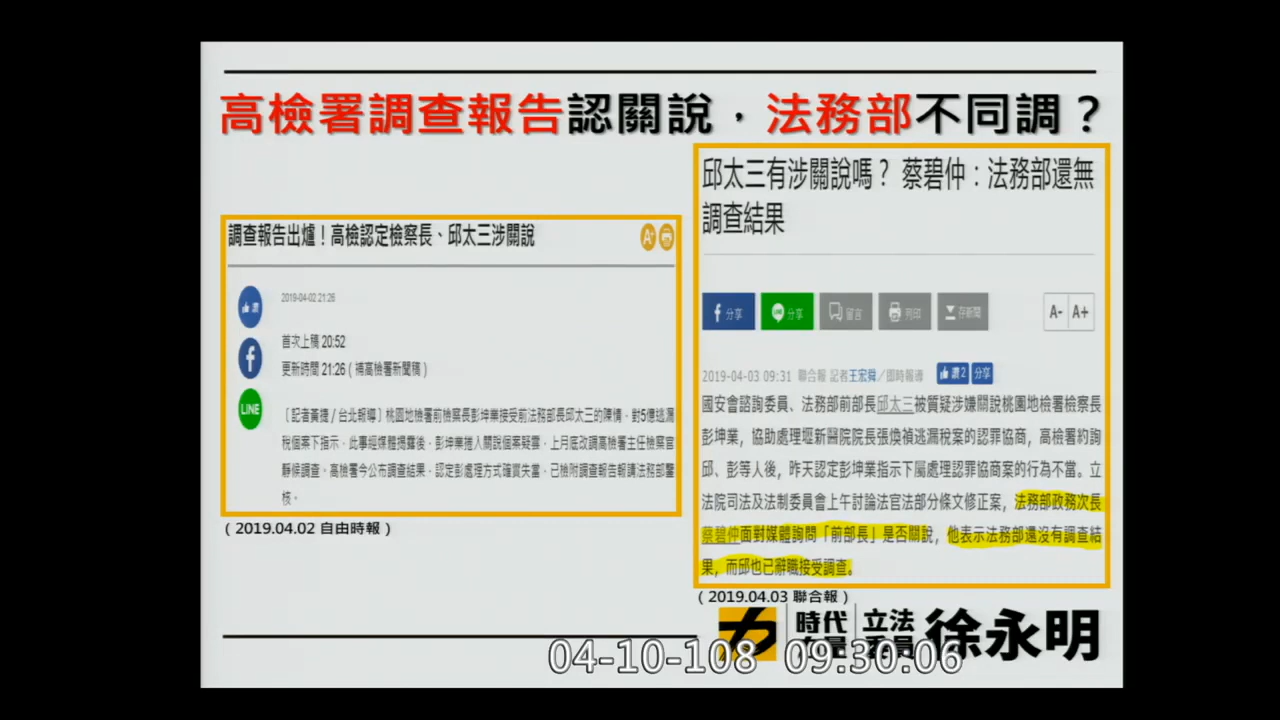 高檢署調查報告認關說，法務部不同調？
調查報告出爐！高檢認定檢察長、邱太三涉關說
A+
讚
2019-04-02 21:26
首次上稿 20:52
更新時間 21:26 ( 補高檢署新聞稿 )
LINE
〔記者黃捷／台北報導〕桃園地檢署前檢察長彭坤業接受前法務部長邱太三的陳情，對5億逃漏
稅個案下指示，此事經媒體揭露後，彭坤業捲入關說個案疑雲，上月底改調高檢署主任檢察官
靜候調查。高檢署今公布調查結果，認定彭處理方式確實失當，已檢附調查報告報請法務部鑒
核。
( 2019.04.02 自由時報 )
邱太三有涉關說嗎？ 蔡碧仲：法務部還無
調查結果
分享
分享
留言
列印
存新聞
A- A+
2019-04-03 09:31 聯合報 記者王宏舜／即時報導
讚 2 分享
國安會諮詢委員、法務部前部長邱太三被質疑涉嫌關說桃園地檢署檢察長
彭坤業，協助處理壢新醫院院長張煥禎逃漏稅案的認罪協商，高檢署約詢
邱、彭等人後，昨天認定彭坤業指示下屬處理認罪協商案的行為不當。立
法院司法及法制委員會上午討論法官法部分條文修正案，法務部政務次長
蔡碧仲面對媒體詢問「前部長」是否關說，他表示法務部還沒有調查結
果，而邱也已辭職接受調查。
( 2019.04.03 聯合報 )
時代 立法 徐永明
力量 委員
04-10-108 09.30.06